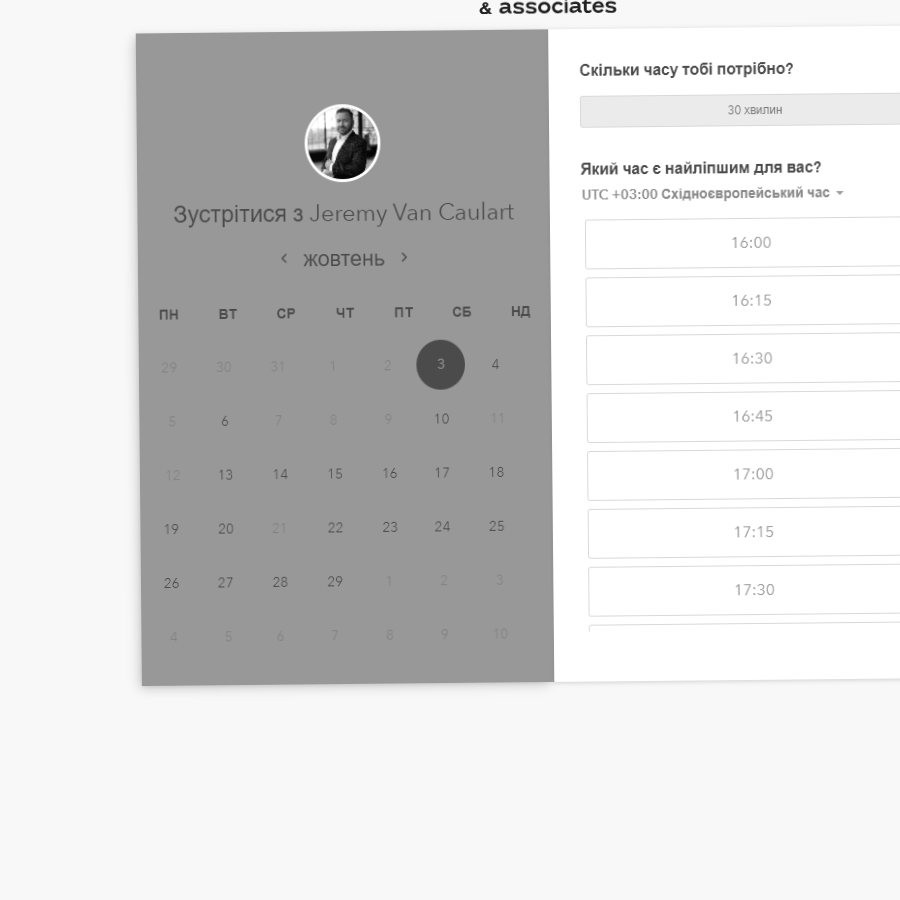 & associates
Зустрітися з Jeremy Van Caulart
жовтень
ПН ВТ СР ЧТ ПТ СБ НД
29 30 31 1 2 3 4
5 6 7 8 9 10 11
12 13 14 15 16 17 18
19 20 21 22 23 24 25
26 27 28 29 1 2 3
4 5 6 7 8 9 10
Скільки часу тобі потрібно?
30 хвилин
Який час є найліпшим для вас?
UTC +03:00 Східноєвропейський час
16:00
16:15
16:30
16:45
17:00
17:15
17:30